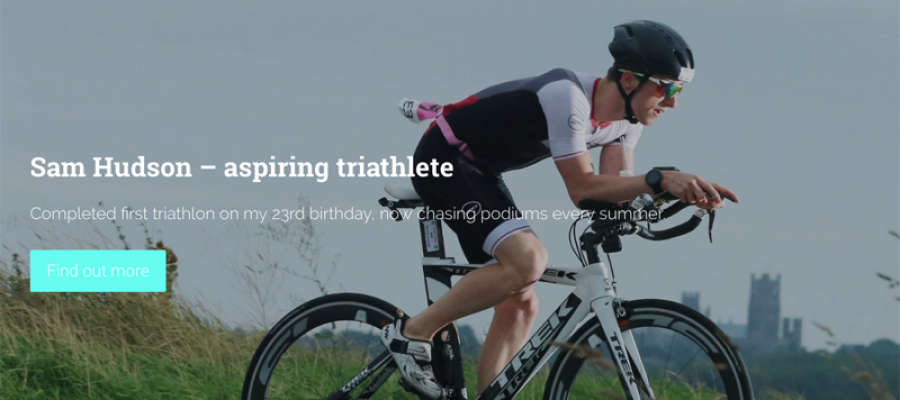 Sam Hudson – aspiring triathlete
Completed first triathlon on my 23rd birthday, now chasing podiums every summer.
Find out more
TREK
TREK
TREK